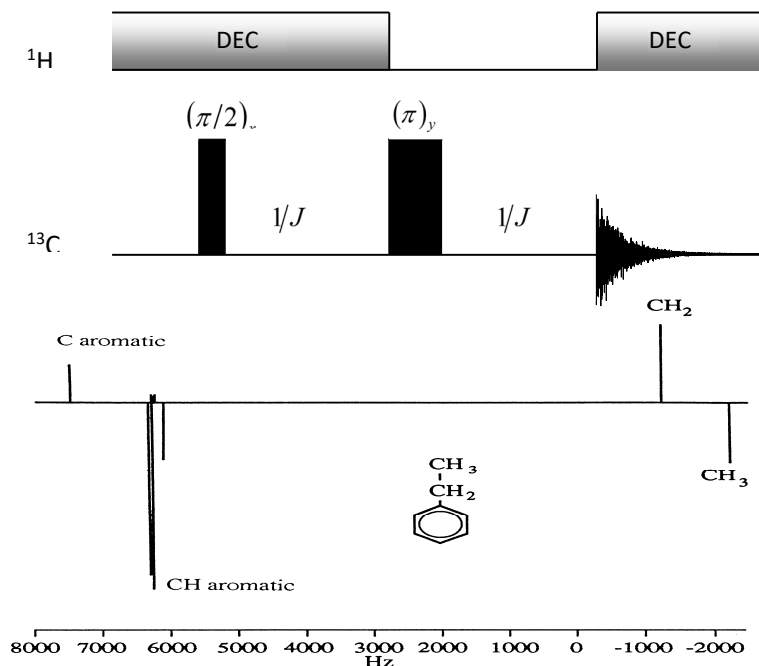 DEC DEC
¹H
(π/2)ₓ (π)y
1/J 1/J
¹³C
CH₂
C aromatic
CH₃
CH₂
CH₃
CH aromatic
8000 7000 6000 5000 4000 3000 2000 1000 0 -1000 -2000
Hz